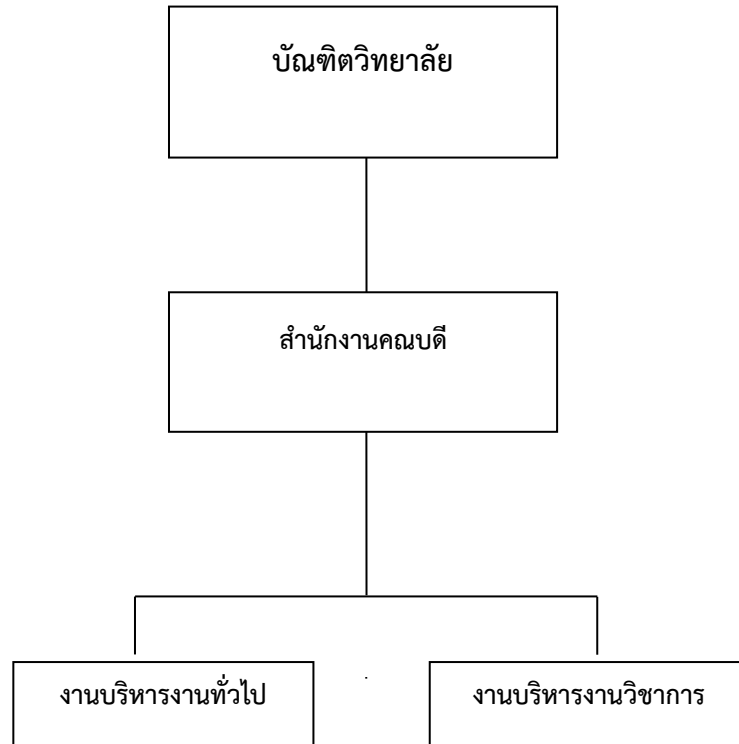 บัณฑิตวิทยาลัย
สำนักงานคณบดี
งานบริหารงานทั่วไป
งานบริหารงานวิชาการ